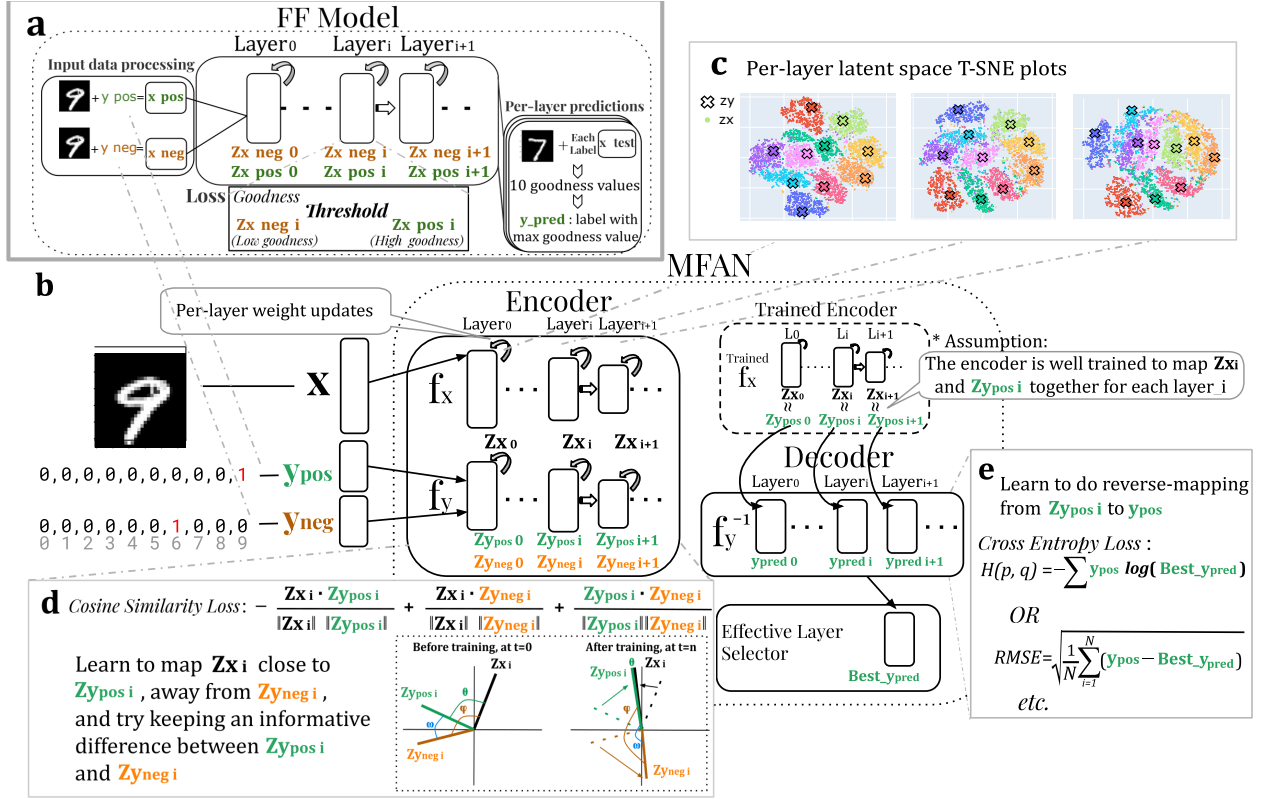 a
FF Model
Input data processing
+ y pos=
x pos
+ y neg=
x neg
Layer0
Layeri
Layeri+1
Zx neg 0
Zx neg i
Zx neg i+1
Zx pos 0
Zx pos i
Zx pos i+1
Loss
Goodness
Threshold
Zx neg i
Zx pos i
(Low goodness)
(High goodness)
Per-layer predictions
+ Each Label
x test
10 goodness values
y_pred : label with
max goodness value
c
Per-layer latent space T-SNE plots
zy
zx
b
MFAN
Per-layer weight updates
Encoder
Layer0
Layeri
Layeri+1
fx
x
Zx 0
Zx i
Zx i+1
0,0,0,0,0,0,0,0,0,1
ypos
0,0,0,0,0,0,1,0,0,0
0 1 2 3 4 5 6 7 8 9
yneg
fy
Zypos 0
Zypos i
Zypos i+1
Zyneg 0
Zyneg i
Zyneg i+1
Trained Encoder
L0
Li
Li+1
Trained
fx
Zx0
Zxi
Zxi+1
≈
≈
≈
Zypos 0
Zypos i
Zypos i+1
* Assumption:
The encoder is well trained to map Zxi
and Zypos i together for each layer_i
Decoder
Layer0
Layeri
Layeri+1
fy-1
ypred 0
ypred i
ypred i+1
Effective Layer
Selector
Best_ypred
d
Cosine Similarity Loss: − Zx i · Zypos i / ‖Zx i‖ ‖Zypos i‖ + Zx i · Zyneg i / ‖Zx i‖ ‖Zyneg i‖ + Zypos i · Zyneg i / ‖Zypos i‖‖Zyneg i‖
Learn to map Zx i close to
Zypos i , away from Zyneg i ,
and try keeping an informative
difference between Zypos i
and Zyneg i
Before training, at t=0
Zx i
Zypos i
θ
φ
ω
Zyneg i
After training, at t=n
θ
Zx i
Zypos i
φ
ω
Zyneg i
e
Learn to do reverse-mapping
from Zypos i to ypos
Cross Entropy Loss :
H(p, q) =−∑ ypos log( Best_ypred )
OR
RMSE=√1/N ∑ N i=1 (ypos − Best_ypred)
etc.